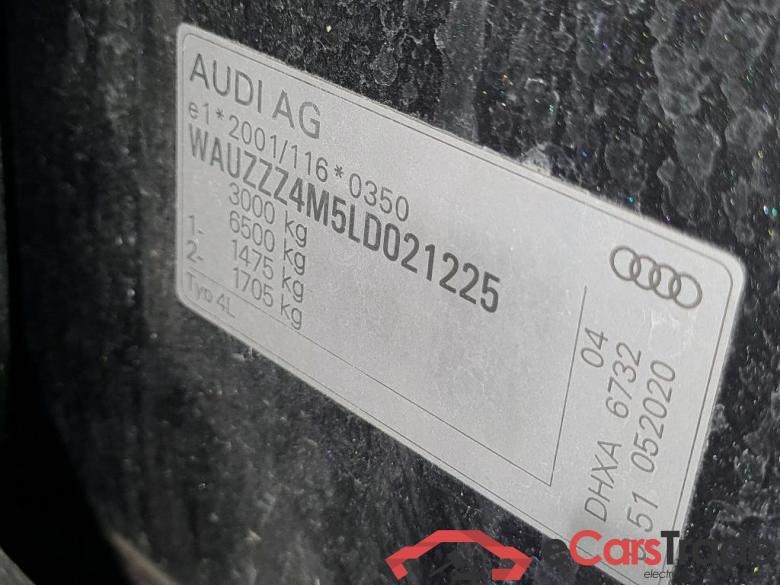 AUDI AG
e1*2001/116*0350
WAUZZZ4M5LD021225
3000 kg
6500 kg
1- 1475 kg
2- 1705 kg
Typ 4L
04
DHXA 6732
51 052020
eCarsTrade